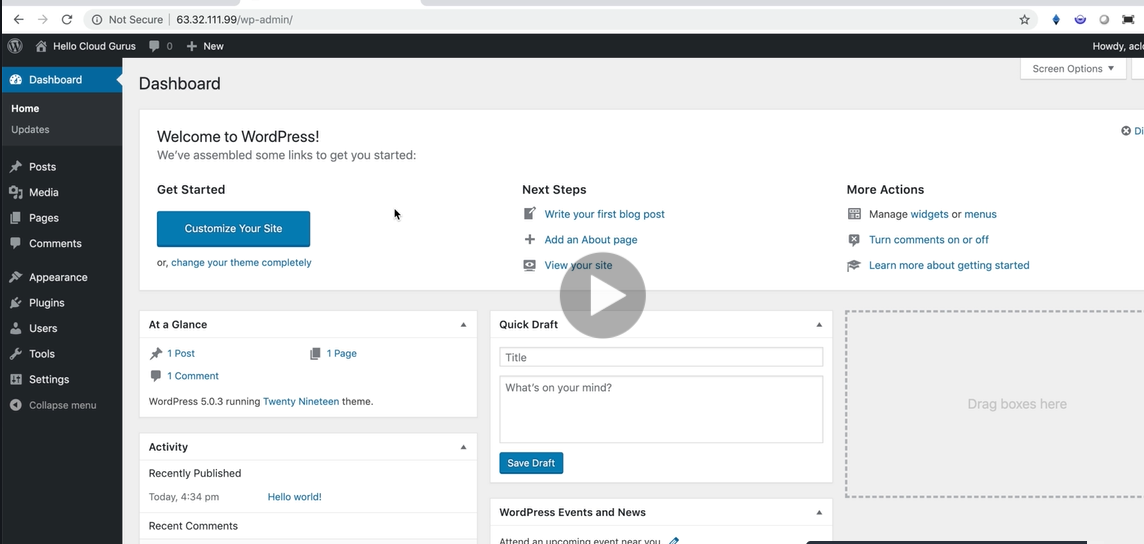 Not Secure | 63.32.111.99/wp-admin/
Hello Cloud Gurus 0 + New Howdy, aclo
Dashboard
Home
Updates
Posts
Media
Pages
Comments
Appearance
Plugins
Users
Tools
Settings
Collapse menu
Dashboard
Screen Options
Welcome to WordPress!
We've assembled some links to get you started:
Di
Get Started
Customize Your Site
or, change your theme completely
Next Steps
Write your first blog post
Add an About page
View your site
More Actions
Manage widgets or menus
Turn comments on or off
Learn more about getting started
At a Glance
1 Post 1 Page
1 Comment
WordPress 5.0.3 running Twenty Nineteen theme.
Activity
Recently Published
Today, 4:34 pm Hello world!
Recent Comments
Quick Draft
Title
What's on your mind?
Save Draft
WordPress Events and News
Attend an upcoming event near you.
Drag boxes here